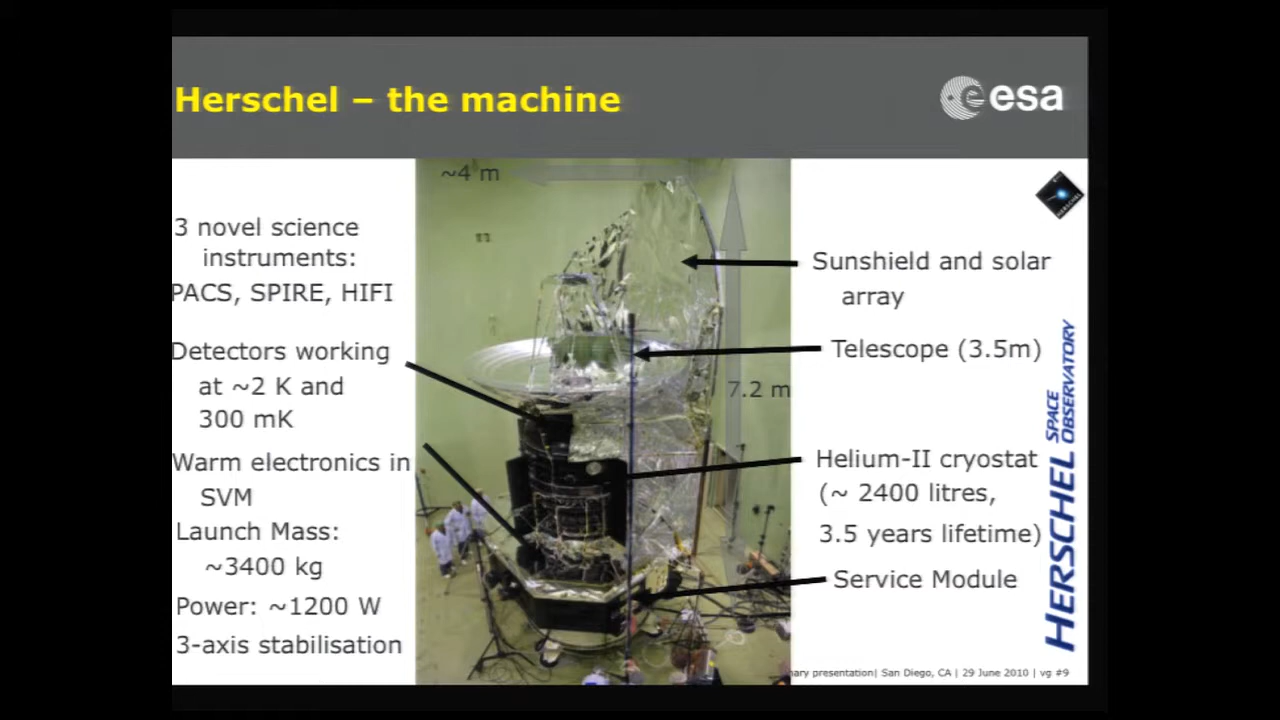 Herschel – the machine
esa
~4 m
3 novel science
instruments:
PACS, SPIRE, HIFI
Detectors working
at ~2 K and
300 mK
Warm electronics in
SVM
Launch Mass:
~3400 kg
Power: ~1200 W
3-axis stabilisation
7.2 m
Sunshield and solar
array
Telescope (3.5m)
Helium-II cryostat
(~ 2400 litres,
3.5 years lifetime)
Service Module
HERSCHEL
HERSCHEL SPACE
OBSERVATORY
presentation| San Diego, CA | 29 June 2010 | vg #9